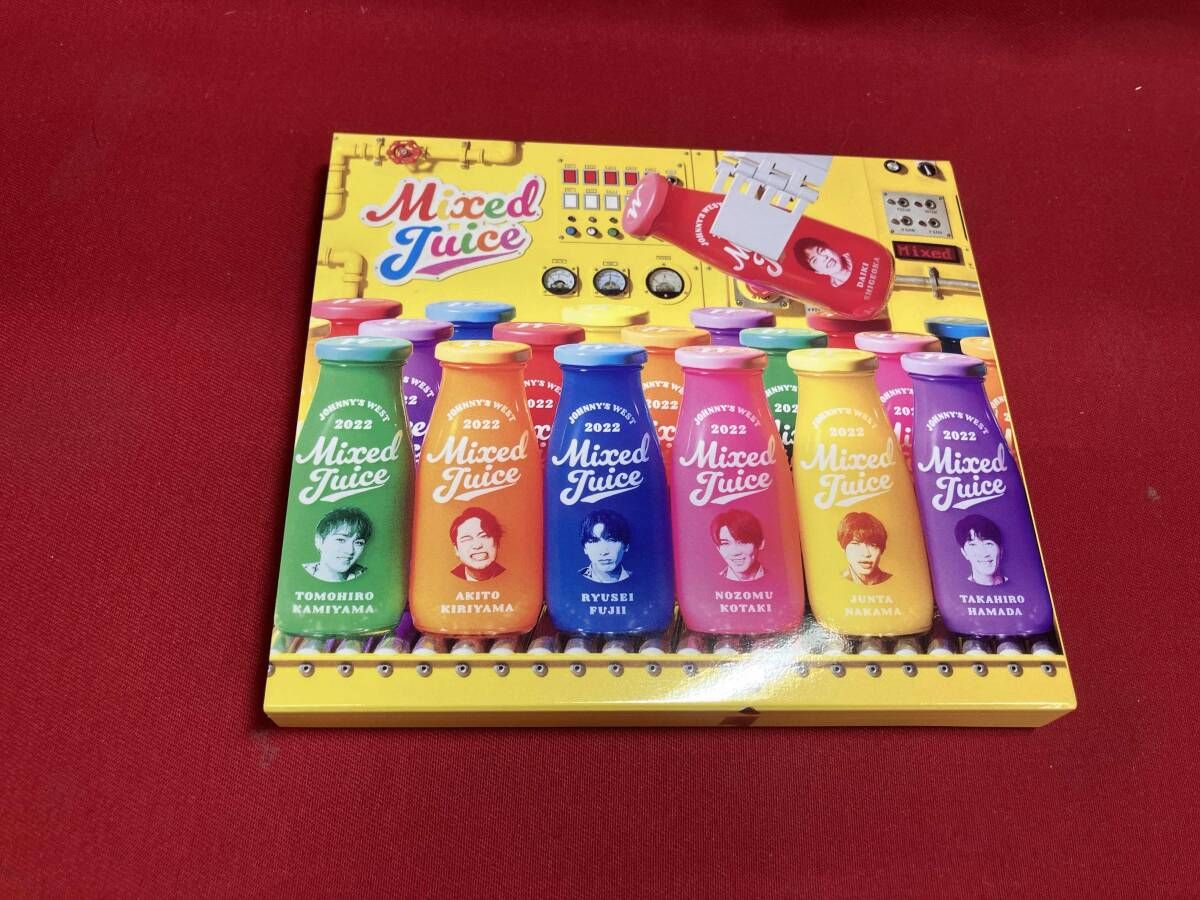 Mixed
Juice
JOHNNY'S WEST
DAIKI
SHIGEOKA
Mixed
JOHNNY'S WEST
2022
Mixed
Juice
TOMOHIRO
KAMIYAMA
JOHNNY'S WEST
2022
Mixed
Juice
AKITO
KIRIYAMA
JOHNNY'S WEST
2022
Mixed
Juice
RYUSEI
FUJII
JOHNNY'S WEST
2022
Mixed
Juice
NOZOMU
KOTAKI
JOHNNY'S WEST
2022
Mixed
Juice
JUNTA
NAKAMA
JOHNNY'S WEST
2022
Mixed
Juice
TAKAHIRO
HAMADA